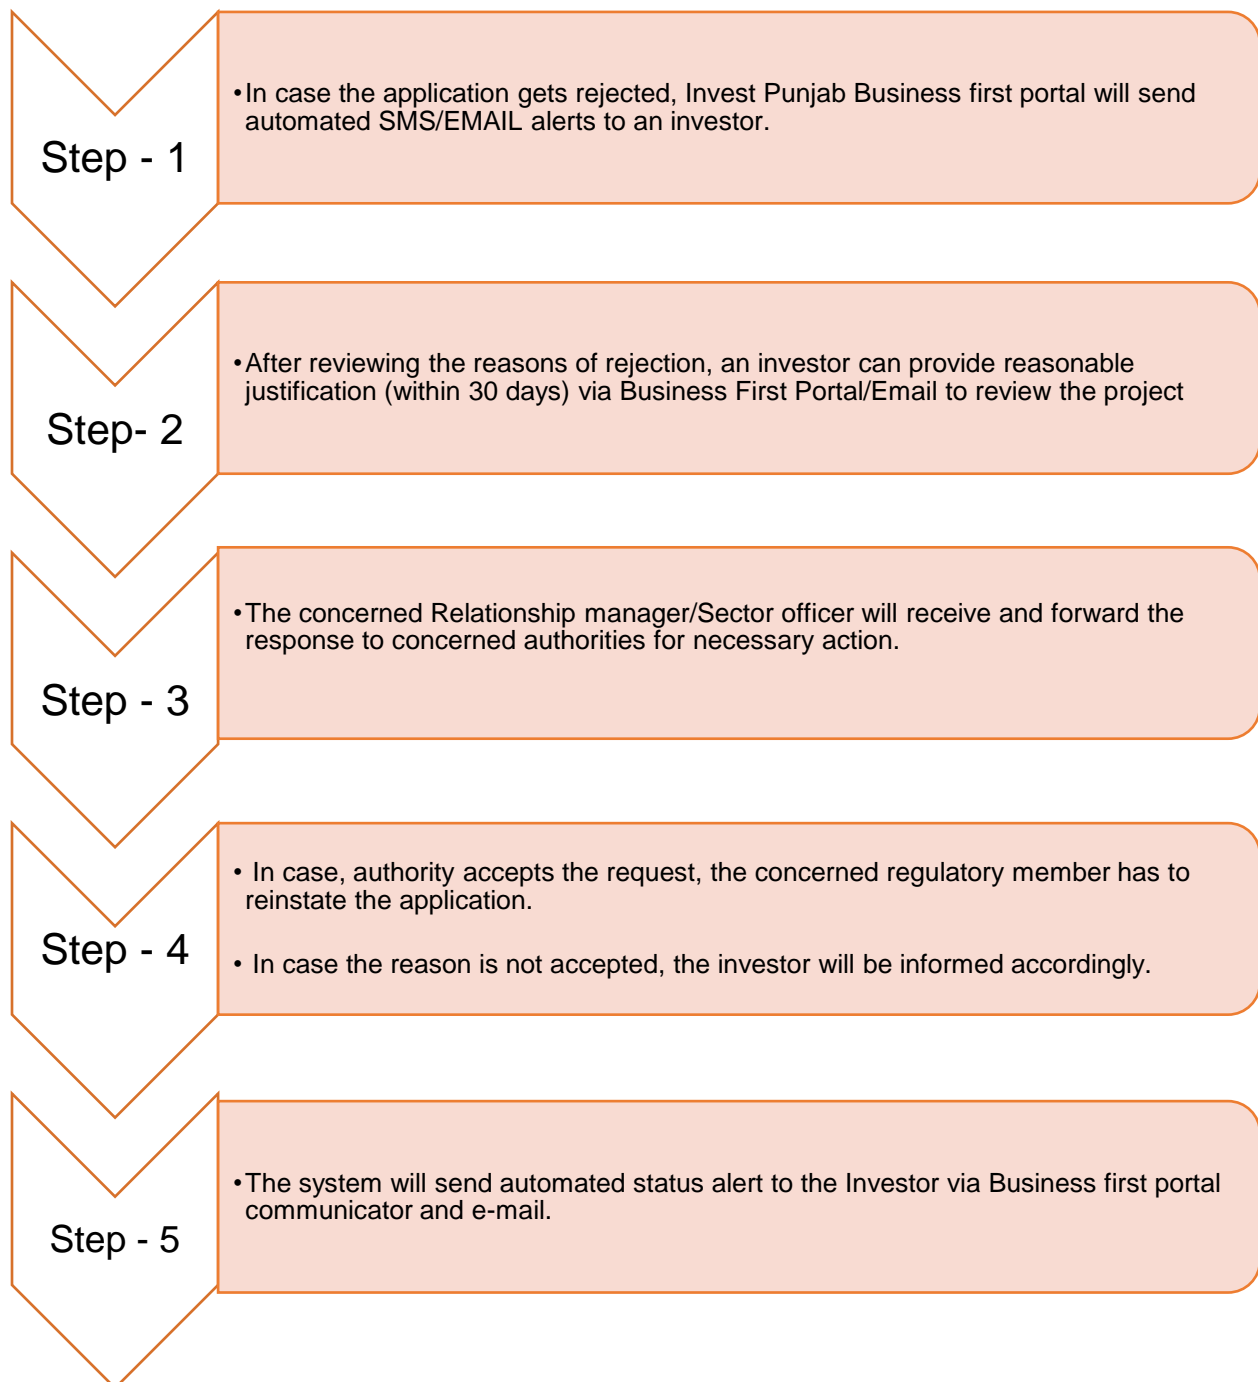 Step - 1
•In case the application gets rejected, Invest Punjab Business first portal will send
automated SMS/EMAIL alerts to an investor.
Step- 2
•After reviewing the reasons of rejection, an investor can provide reasonable
justification (within 30 days) via Business First Portal/Email to review the project
Step - 3
•The concerned Relationship manager/Sector officer will receive and forward the
response to concerned authorities for necessary action.
Step - 4
• In case, authority accepts the request, the concerned regulatory member has to
reinstate the application.
• In case the reason is not accepted, the investor will be informed accordingly.
Step - 5
•The system will send automated status alert to the Investor via Business first portal
communicator and e-mail.